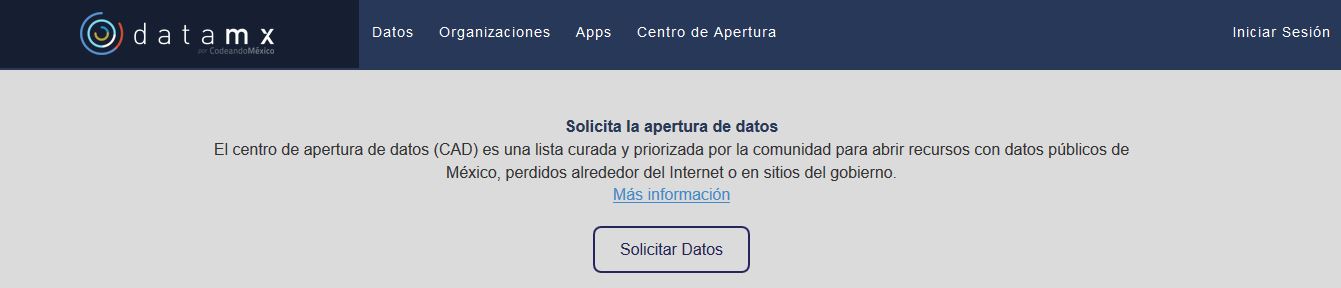 datamx
por CodeandoMéxico
Datos
Organizaciones
Apps
Centro de Apertura
Iniciar Sesión
Solicita la apertura de datos
El centro de apertura de datos (CAD) es una lista curada y priorizada por la comunidad para abrir recursos con datos públicos de
México, perdidos alrededor del Internet o en sitios del gobierno.
Más información
Solicitar Datos